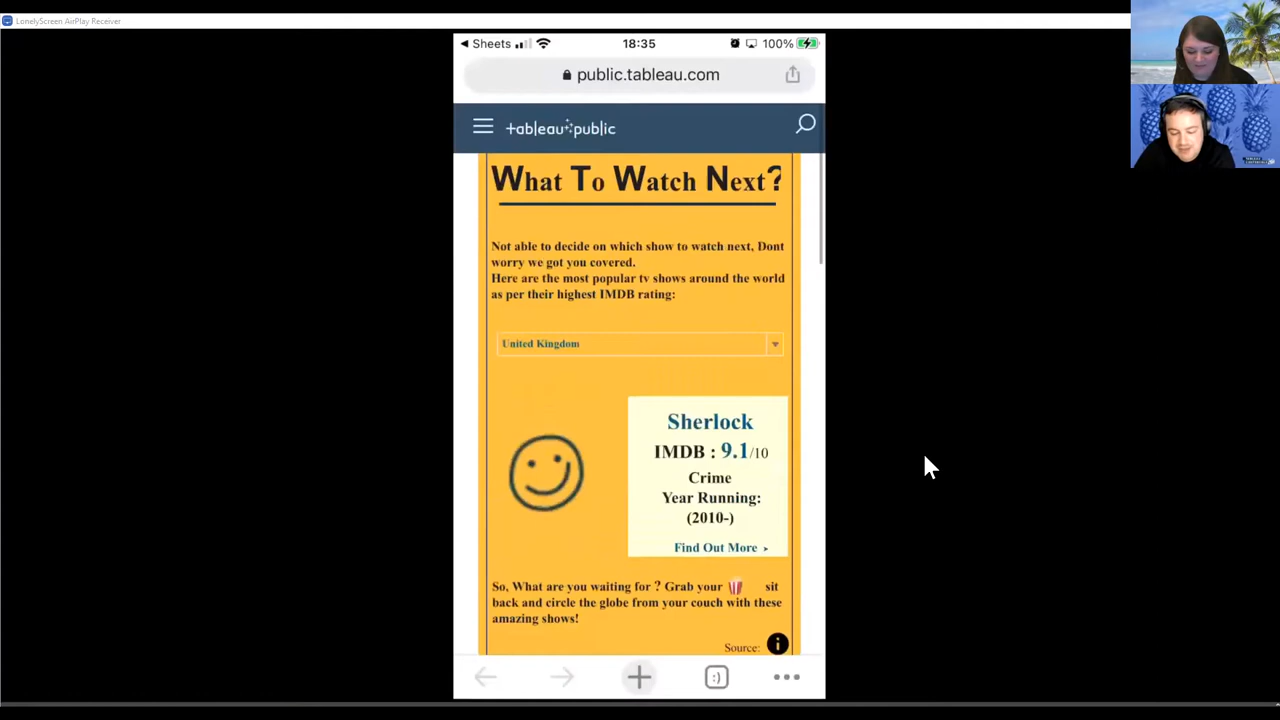 LonelyScreen AirPlay Receiver
Sheets
18:35
100%
public.tableau.com
+ableau public
What To Watch Next?
Not able to decide on which show to watch next, Dont
worry we got you covered.
Here are the most popular tv shows around the world
as per their highest IMDB rating:
United Kingdom
Sherlock
IMDB : 9.1/10
Crime
Year Running:
(2010-)
Find Out More >
So, What are you waiting for ? Grab your sit
back and circle the globe from your couch with these
amazing shows!
Source: i
:)